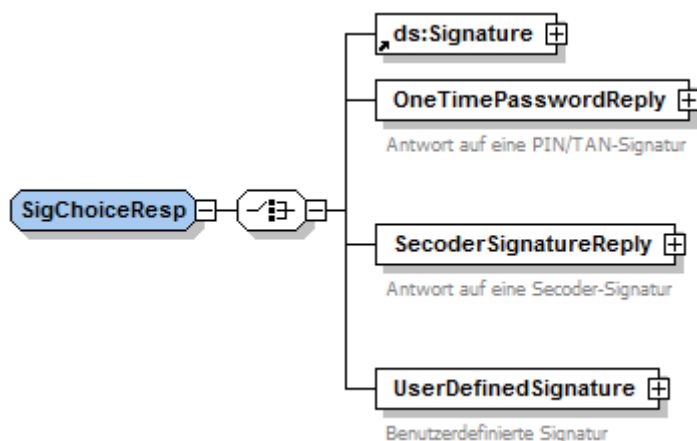 ds:Signature
OneTimePasswordReply
Antwort auf eine PIN/TAN-Signatur
SigChoiceResp
SecoderSignatureReply
Antwort auf eine Secoder-Signatur
UserDefinedSignature
Benutzerdefinierte Signatur